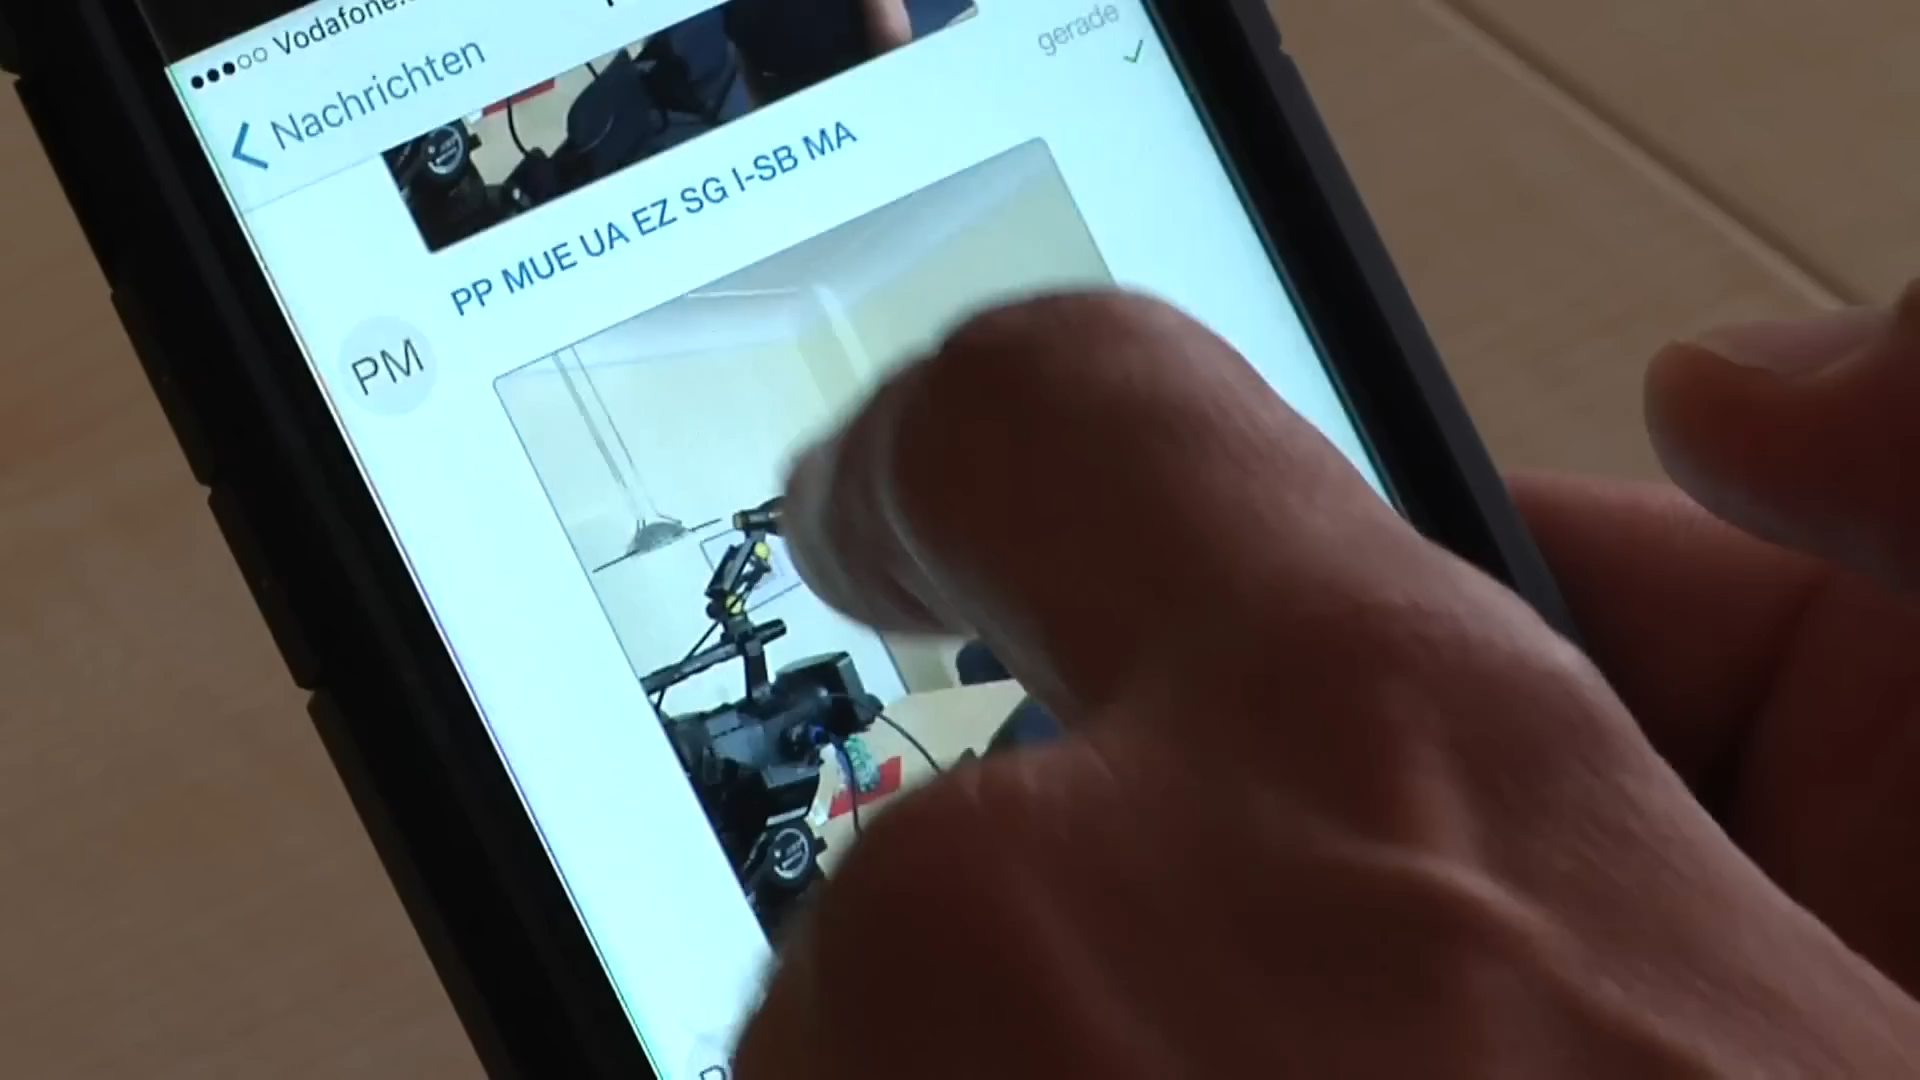 Vodafone.
Nachrichten
gerade
PP MUE UA EZ SG I-SB MA
PM